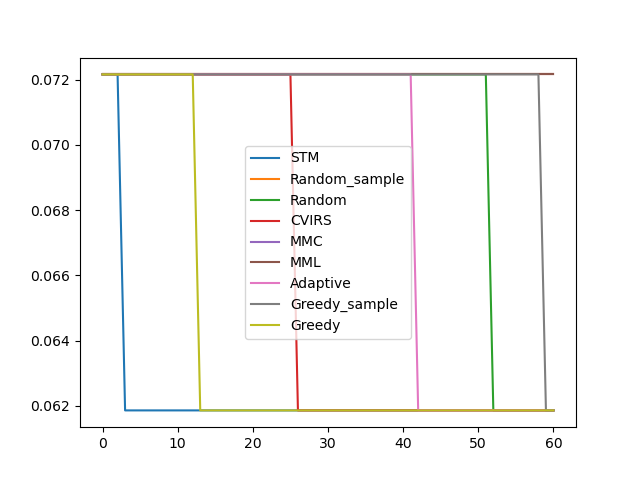 0.072
0.070
0.068
0.066
0.064
0.062
STM
Random_sample
Random
CVIRS
MMC
MML
Adaptive
Greedy_sample
Greedy
0 10 20 30 40 50 60